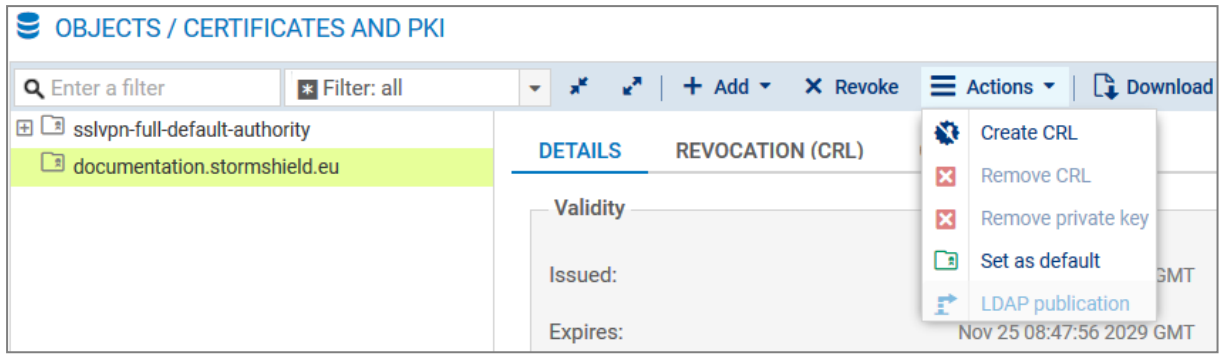 OBJECTS / CERTIFICATES AND PKI
Enter a filter Filter: all Add Revoke Actions Download
sslvpn-full-default-authority
documentation.stormshield.eu
DETAILS REVOCATION (CRL)
Create CRL
Remove CRL
Remove private key
Set as default
LDAP publication
Validity
Issued: GMT
Expires: Nov 25 08:47:56 2029 GMT